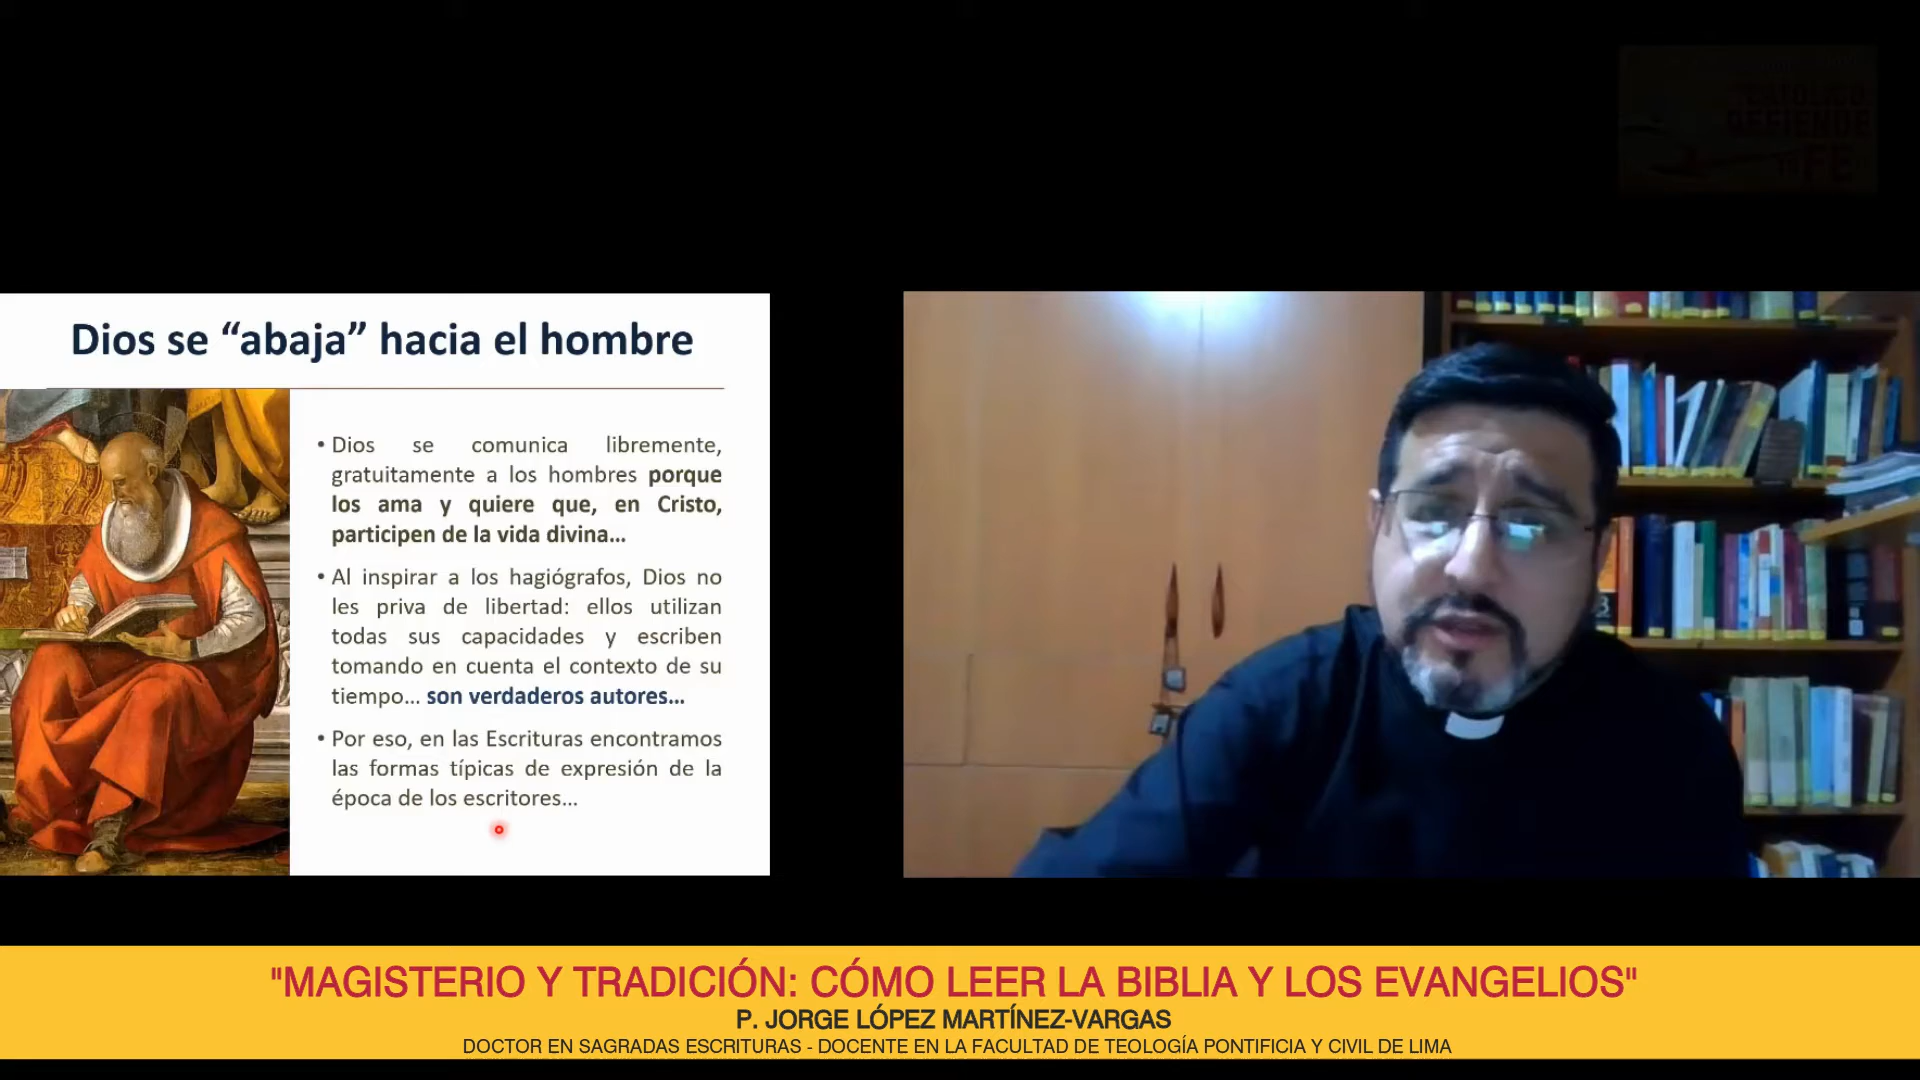 CATÓLICO
DEFIENDE
TU FE
Dios se “abaja” hacia el hombre
• Dios se comunica libremente,
gratuitamente a los hombres porque
los ama y quiere que, en Cristo,
participen de la vida divina...
• Al inspirar a los hagiógrafos, Dios no
les priva de libertad: ellos utilizan
todas sus capacidades y escriben
tomando en cuenta el contexto de su
tiempo... son verdaderos autores...
• Por eso, en las Escrituras encontramos
las formas típicas de expresión de la
época de los escritores...
"MAGISTERIO Y TRADICIÓN: CÓMO LEER LA BIBLIA Y LOS EVANGELIOS"
P. JORGE LÓPEZ MARTÍNEZ-VARGAS
DOCTOR EN SAGRADAS ESCRITURAS - DOCENTE EN LA FACULTAD DE TEOLOGÍA PONTIFICIA Y CIVIL DE LIMA